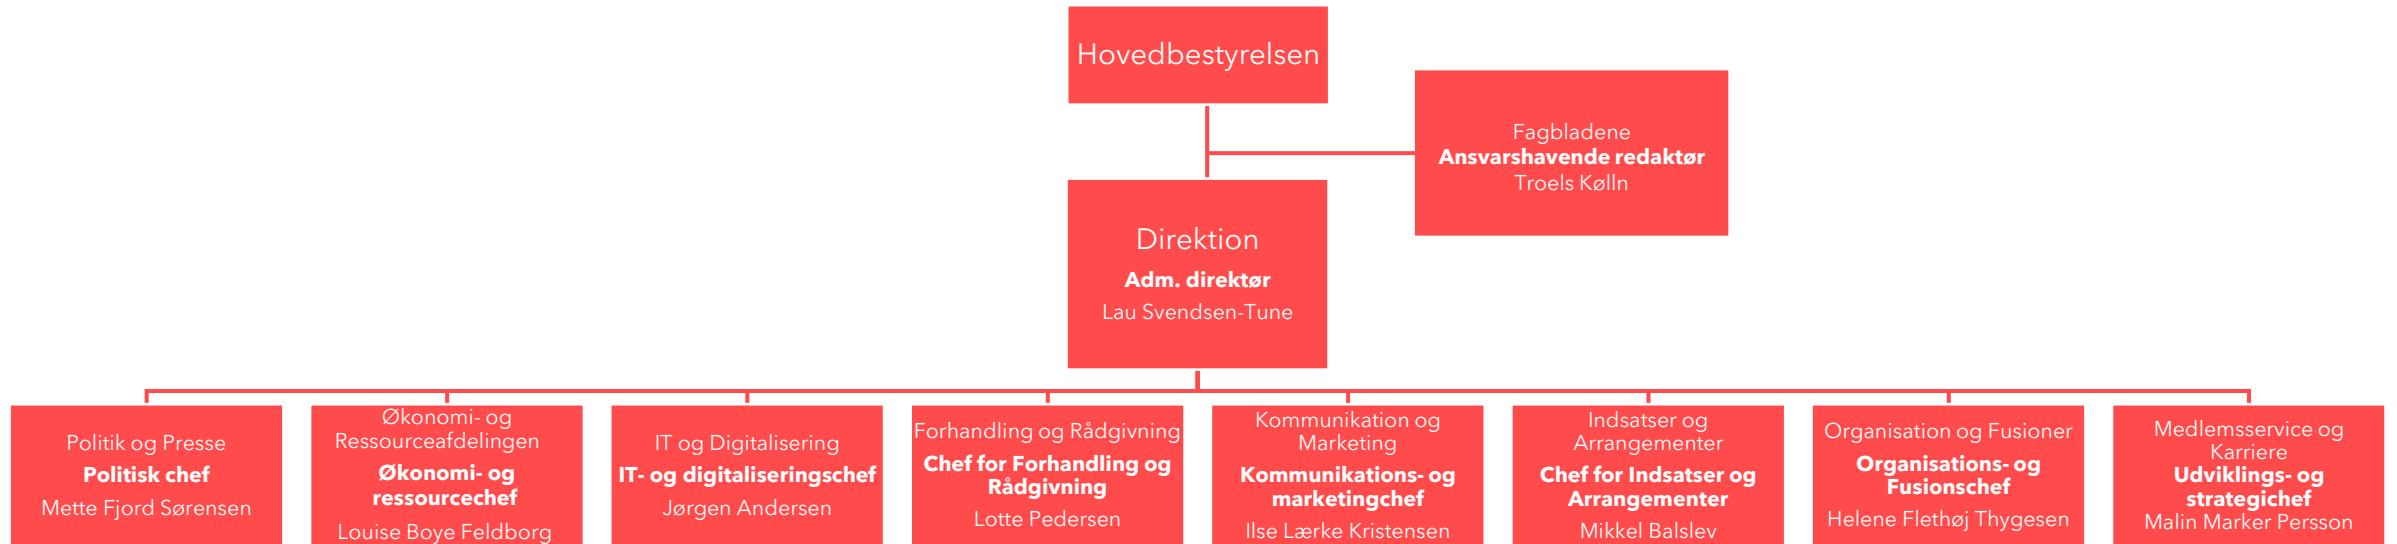 Hovedbestyrelsen
Fagbladene
Ansvarshavende redaktør
Troels Kølln
Direktion
Adm. direktør
Lau Svendsen-Tune
Politik og Presse
Politisk chef
Mette Fjord Sørensen
Økonomi- og
Ressourceafdelingen
Økonomi- og
ressourcechef
Louise Boye Feldborg
IT og Digitalisering
IT- og digitaliseringschef
Jørgen Andersen
Forhandling og Rådgivning
Chef for Forhandling og
Rådgivning
Lotte Pedersen
Kommunikation og
Marketing
Kommunikations- og
marketingchef
Ilse Lærke Kristensen
Indsatser og
Arrangementer
Chef for Indsatser og
Arrangementer
Mikkel Balslev
Organisation og Fusioner
Organisations- og
Fusionschef
Helene Flethøj Thygesen
Medlemsservice og
Karriere
Udviklings- og
strategichef
Malin Marker Persson